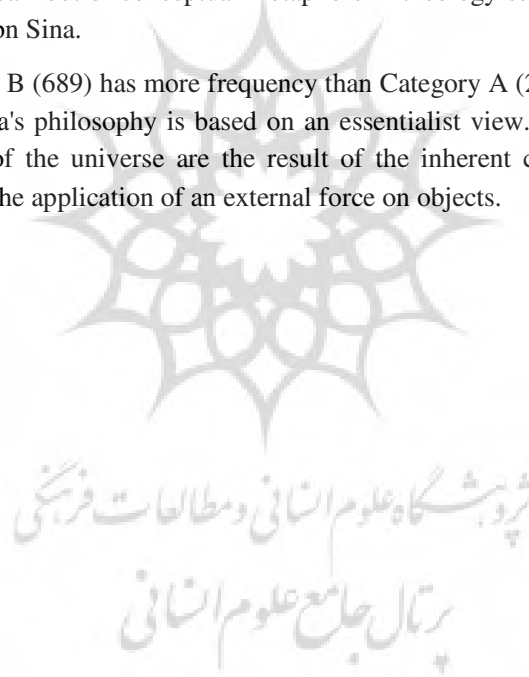 bn Sina.
B (689) has more frequency than Category A (2
a's philosophy is based on an essentialist view.
of the universe are the result of the inherent c
he application of an external force on objects.
پژوهشگاه علوم انسانی و مطالعات فرهنگی
پرتال جامع علوم انسانی